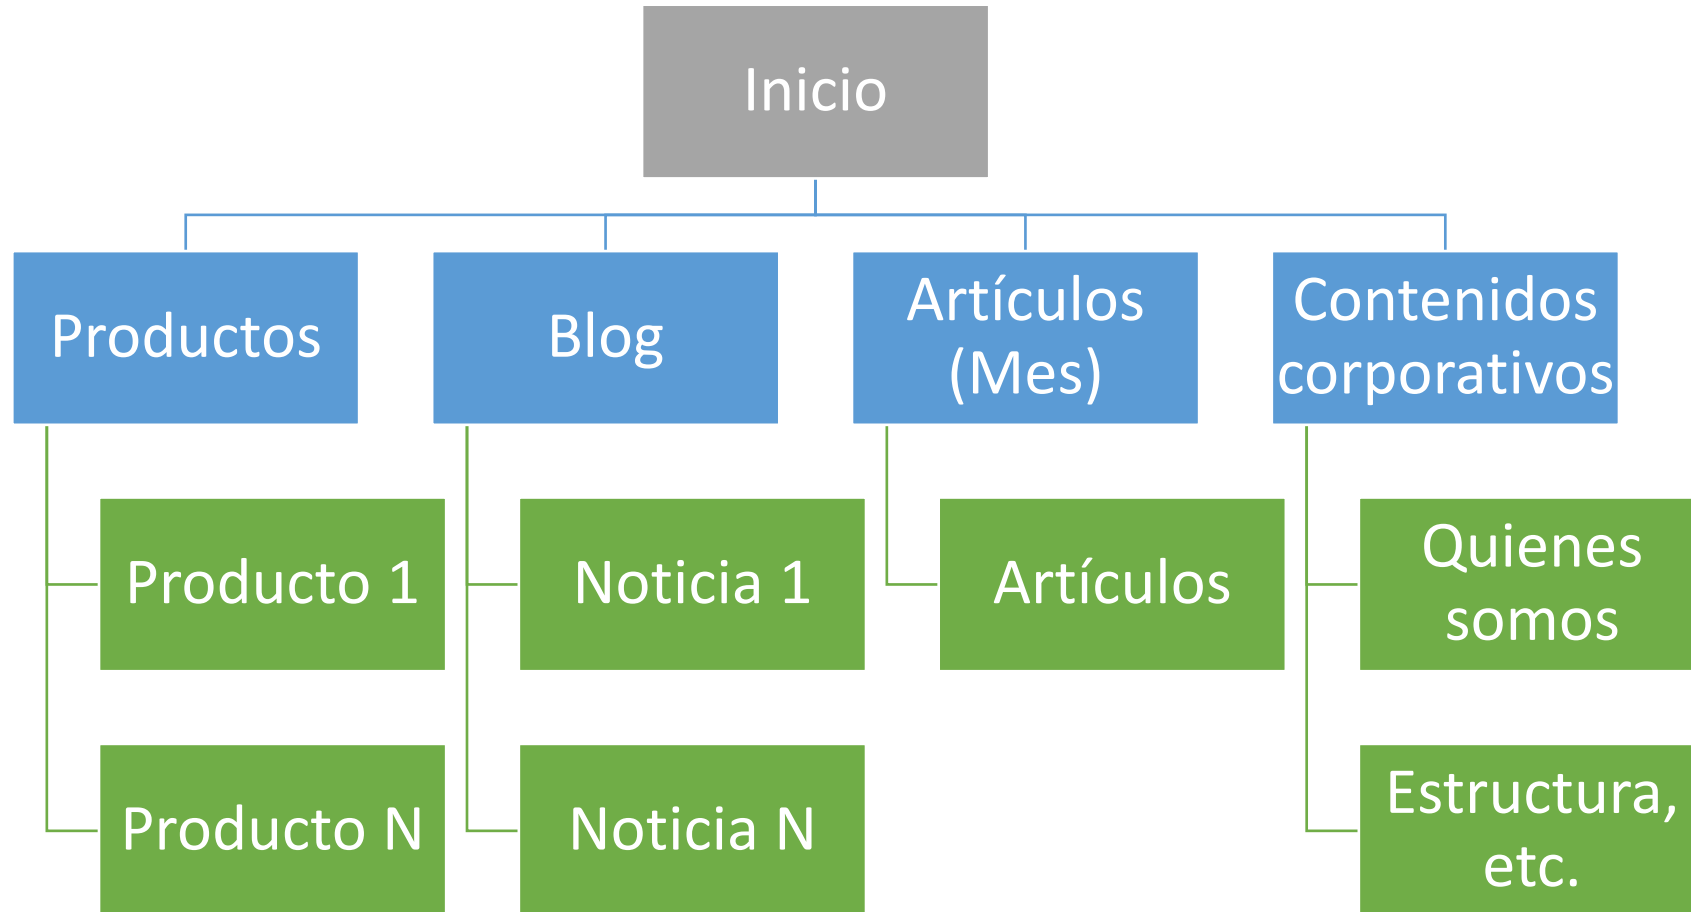 Inicio
Productos
Blog
Artículos
(Mes)
Contenidos
corporativos
Producto 1
Noticia 1
Artículos
Quienes
somos
Producto N
Noticia N
Estructura,
etc.